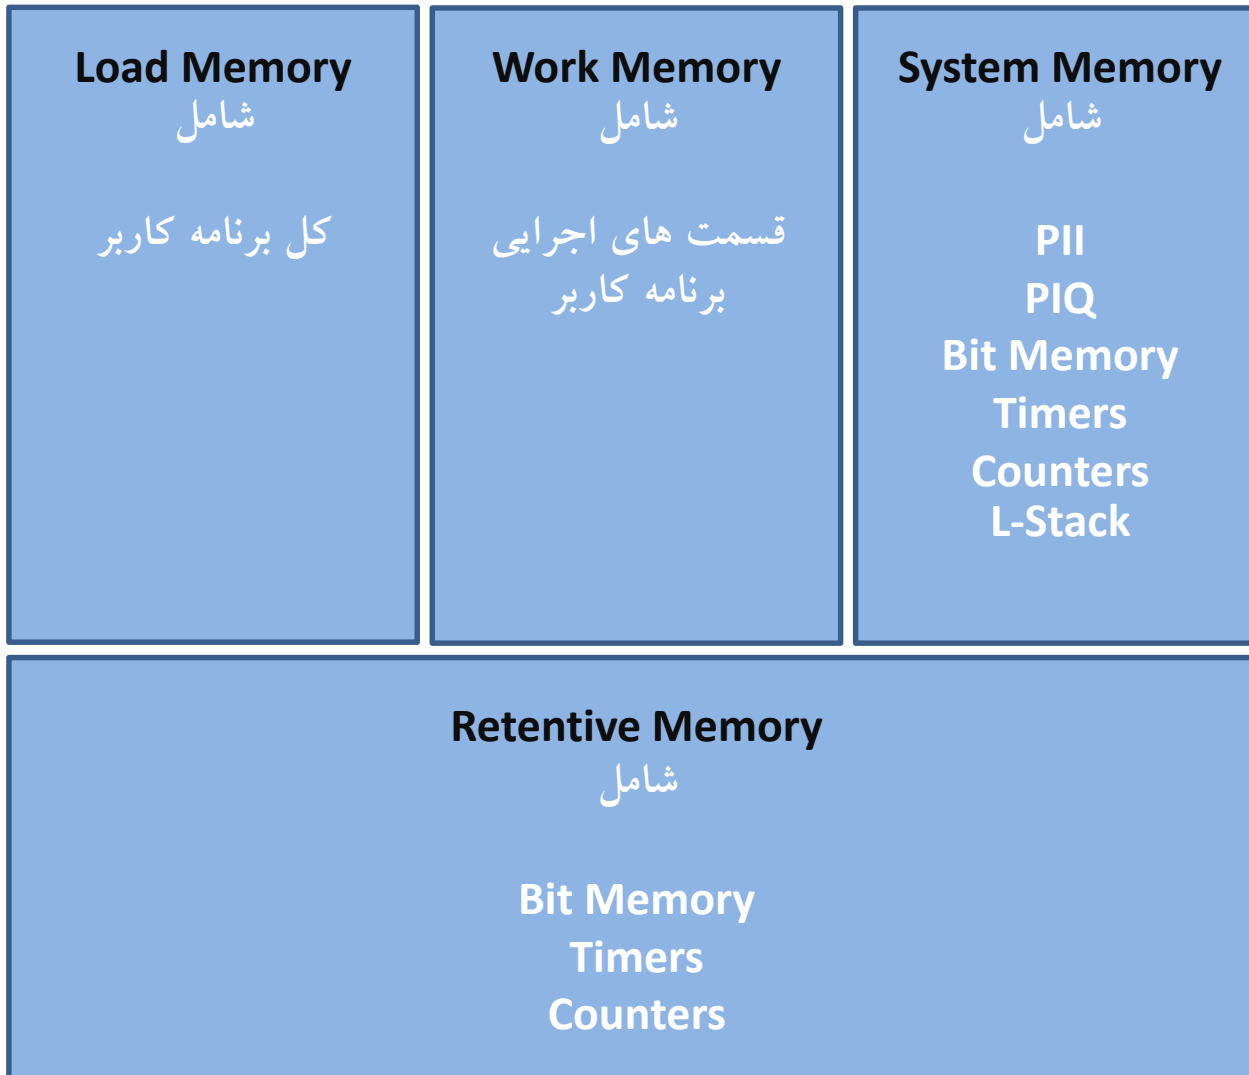 Load Memory
شامل
کل برنامه کاربر
Work Memory
شامل
قسمت های اجرایی
برنامه کاربر
System Memory
شامل
PII
PIQ
Bit Memory
Timers
Counters
L-Stack
Retentive Memory
شامل
Bit Memory
Timers
Counters